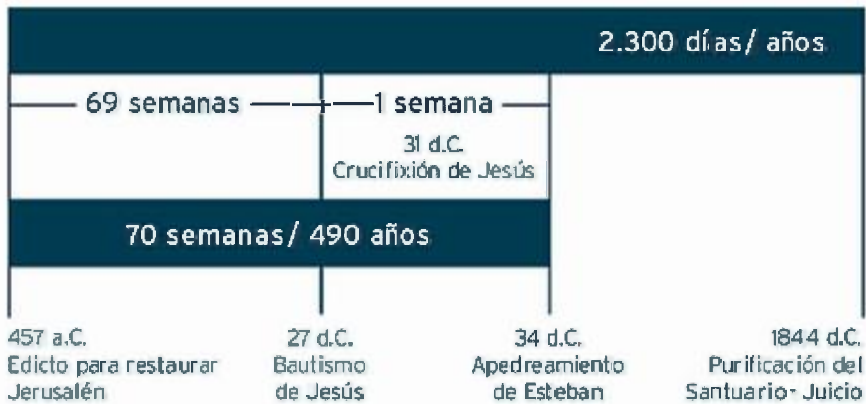 2.300 días/ años
69 semanas
1 semana
31 d.C.
Crucifixión de Jesús
70 semanas/ 490 años
457 a.C.
Edicto para restaurar
Jerusalén
27 d.C.
Bautismo
de Jesús
34 d.C.
Apedreamiento
de Esteban
1844 d.C.
Purificación del
Santuario- Juicio